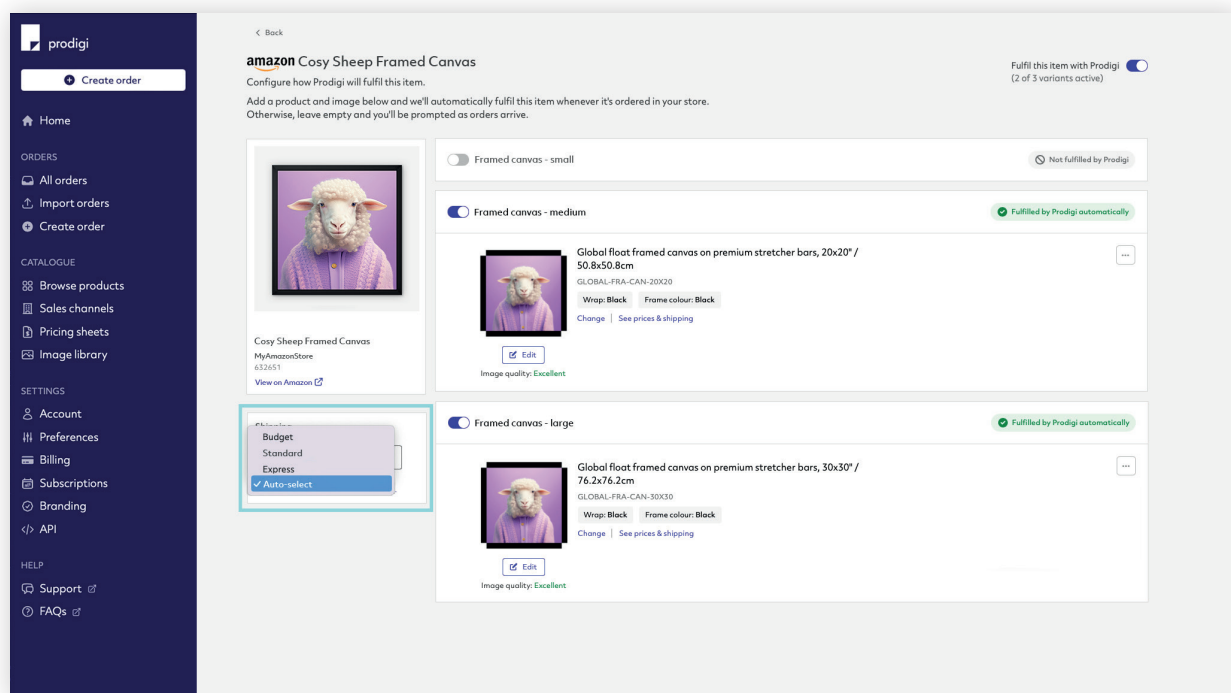 prodigi
Create order
Home
ORDERS
All orders
Import orders
Create order
CATALOGUE
Browse products
Sales channels
Pricing sheets
Image library
SETTINGS
Account
Preferences
Billing
Subscriptions
Branding
</> API
HELP
Support
FAQs
Back
amazon Cosy Sheep Framed Canvas
Configure how Prodigi will fulfil this item.
Add a product and image below and we'll automatically fulfil this item whenever it's ordered in your store.
Otherwise, leave empty and you'll be prompted as orders arrive.
Fulfil this item with Prodigi
(2 of 3 variants active)
Cosy Sheep Framed Canvas
MyAmazonStore
632651
View on Amazon
Shipping
Budget
Standard
Express
✓ Auto-select
Framed canvas - small
Not fulfilled by Prodigi
Framed canvas - medium
Fulfilled by Prodigi automatically
Global float framed canvas on premium stretcher bars, 20x20" /
50.8x50.8cm
GLOBAL-FRA-CAN-20X20
Wrap: Black Frame colour: Black
Change | See prices & shipping
...
Edit
Image quality: Excellent
Framed canvas - large
Fulfilled by Prodigi automatically
Global float framed canvas on premium stretcher bars, 30x30" /
76.2x76.2cm
GLOBAL-FRA-CAN-30X30
Wrap: Black Frame colour: Black
Change | See prices & shipping
...
Edit
Image quality: Excellent